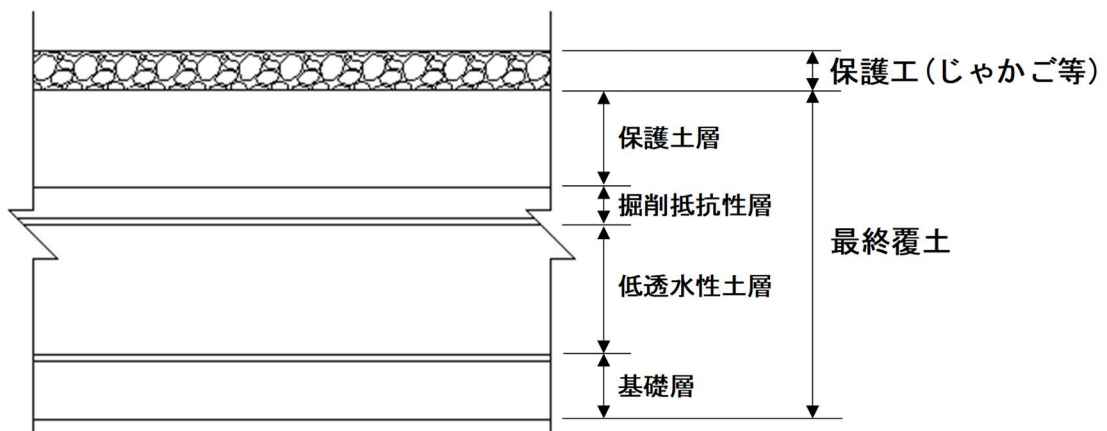 保護工(じゃかご等)
保護土層
掘削抵抗性層
最終覆土
低透水性土層
基礎層